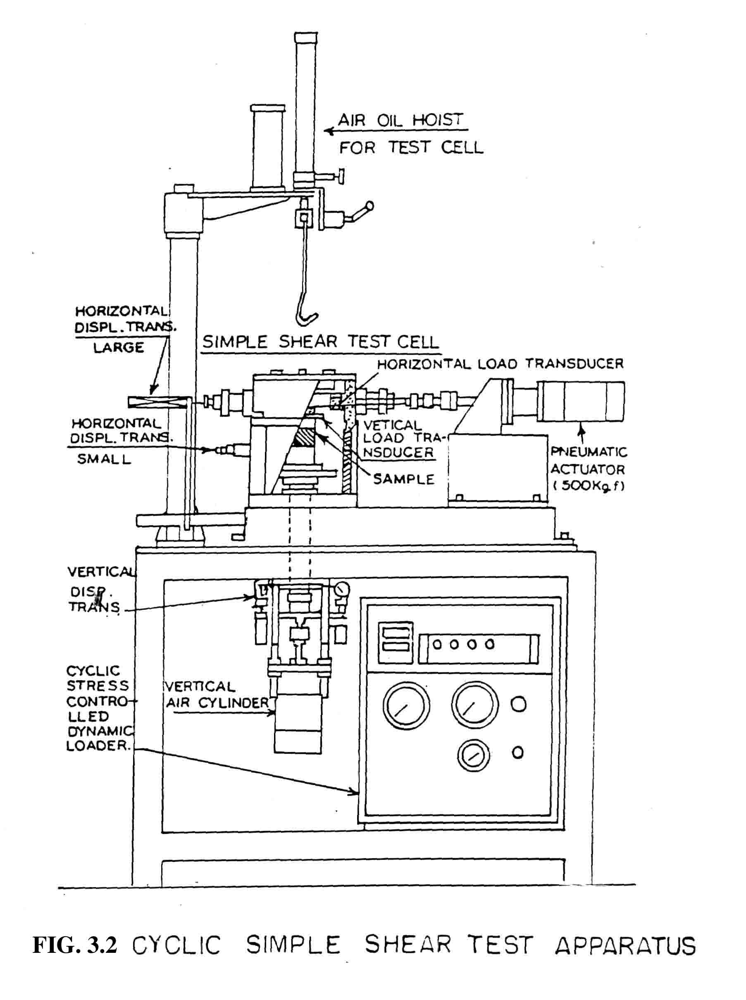 AIR OIL HOIST
FOR TEST CELL
HORIZONTAL
DISPL. TRANS.
LARGE
SIMPLE SHEAR TEST CELL
HORIZONTAL LOAD TRANSDUCER
HORIZONTAL
DISPL. TRANS.
SMALL
VETICAL
LOAD TRA-
NSDUCER
SAMPLE
PNEUMATIC
ACTUATOR
(500Kg f)
VERTICAL
DISP.
TRANS.
CYCLIC
STRESS
CONTRO-
LLED
DYNAMIC
LOADER.
VERTICAL
AIR CYLINDER
FIG. 3.2 CYCLIC SIMPLE SHEAR TEST APPARATUS